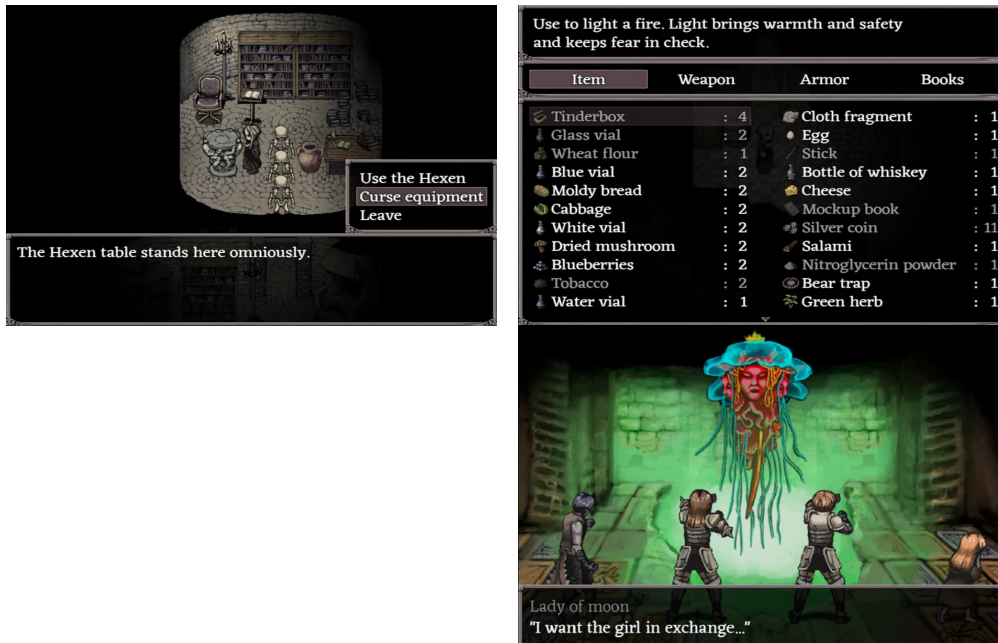 Use the Hexen
Curse equipment
Leave
The Hexen table stands here omniously.
Use to light a fire. Light brings warmth and safety
and keeps fear in check.
Item Weapon Armor Books
Tinderbox : 4 Cloth fragment : 1
Glass vial : 2 Egg : 1
Wheat flour : 1 Stick : 1
Blue vial : 2 Bottle of whiskey : 1
Moldy bread : 2 Cheese : 1
Cabbage : 2 Mockup book : 1
White vial : 2 Silver coin : 11
Dried mushroom : 2 Salami : 1
Blueberries : 2 Nitroglycerin powder : 1
Tobacco : 2 Bear trap : 1
Water vial : 1 Green herb : 1
Lady of moon
"I want the girl in exchange..."